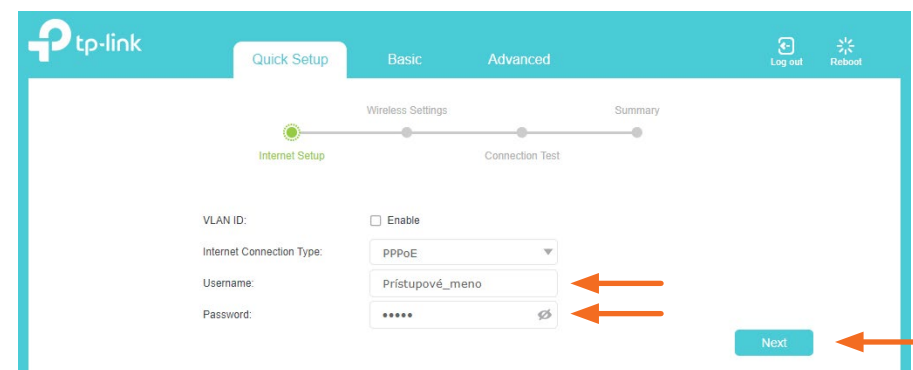 tp-link
Quick Setup
Basic
Advanced
Log out
Reboot
Wireless Settings
Summary
Internet Setup
Connection Test
VLAN ID:
Enable
Internet Connection Type:
PPPoE
Username:
Prístupové_meno
Password:
•••••
Next